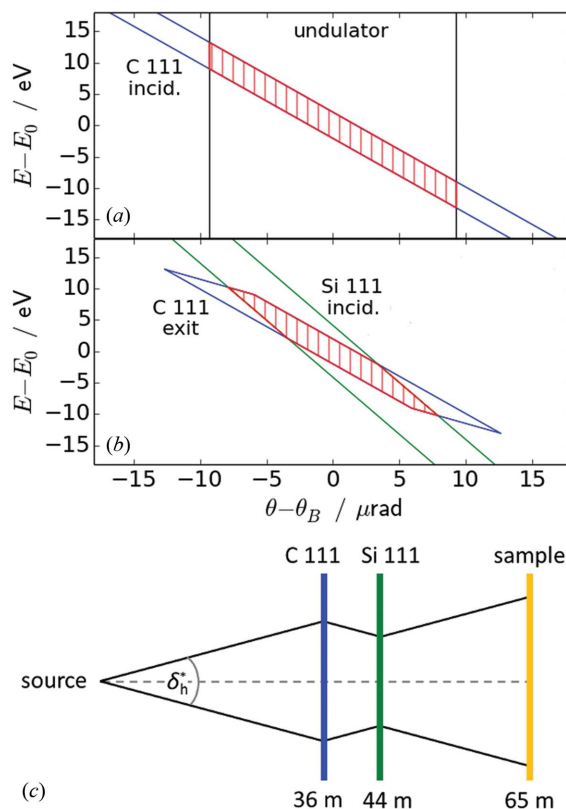 undulator
C 111
incid.
E−E₀ / eV
15
10
5
0
−5
−10
−15
(a)
Si 111
incid.
C 111
exit
E−E₀ / eV
15
10
5
0
−5
−10
−15
(b)
−15 −10 −5 0 5 10 15
θ−θ_B / μrad
C 111 Si 111 sample
source
δ*_h
(c)
36 m 44 m 65 m